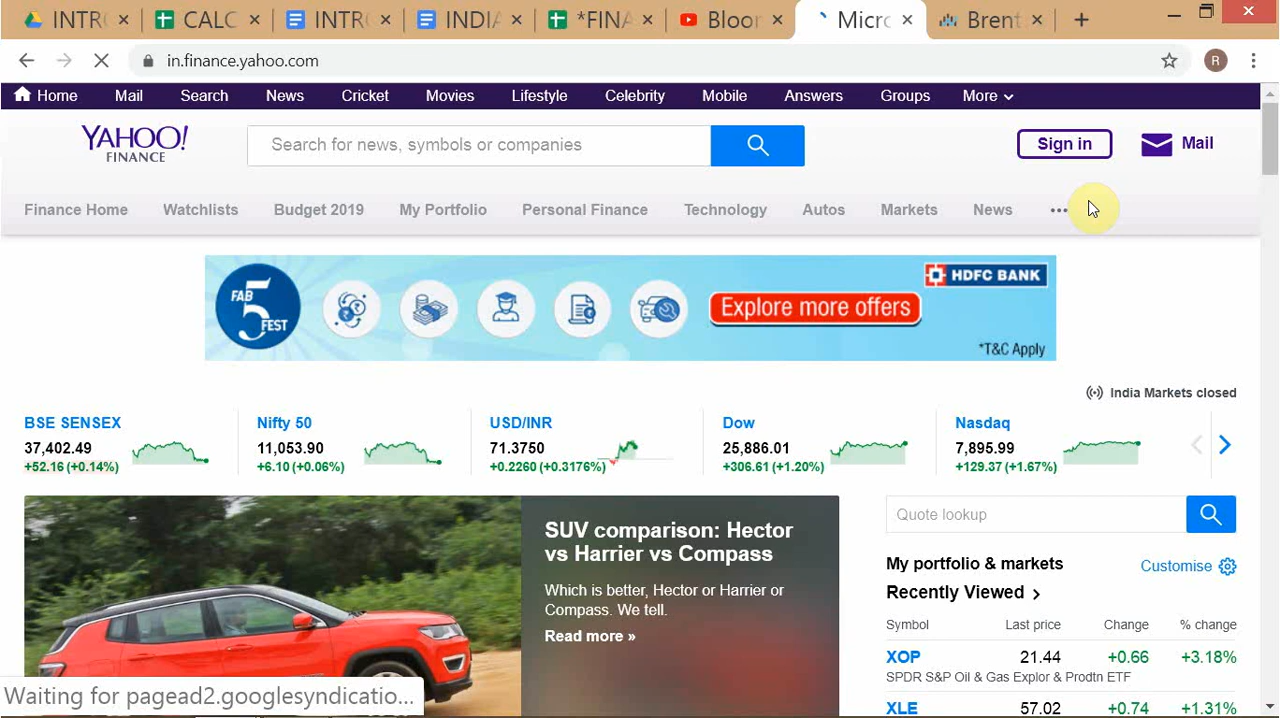 INTRO
CALC
INTRO
INDIA
*FINA
Bloor
Micro
Brent
in.finance.yahoo.com
R
Home Mail Search News Cricket Movies Lifestyle Celebrity Mobile Answers Groups More
YAHOO!
FINANCE
Search for news, symbols or companies
Sign in
Mail
Finance Home Watchlists Budget 2019 My Portfolio Personal Finance Technology Autos Markets News •••
FAB
5
FEST
Explore more offers
HDFC BANK
*T&C Apply
India Markets closed
BSE SENSEX
37,402.49
+52.16 (+0.14%)
Nifty 50
11,053.90
+6.10 (+0.06%)
USD/INR
71.3750
+0.2260 (+0.3176%)
Dow
25,886.01
+306.61 (+1.20%)
Nasdaq
7,895.99
+129.37 (+1.67%)
SUV comparison: Hector
vs Harrier vs Compass
Which is better, Hector or Harrier or
Compass. We tell.
Read more »
Quote lookup
My portfolio & markets
Customise
Recently Viewed
Symbol Last price Change % change
XOP 21.44 +0.66 +3.18%
SPDR S&P Oil & Gas Explor & Prodtn ETF
XLE 57.02 +0.74 +1.31%
Waiting for pagead2.googlesyndicatio...